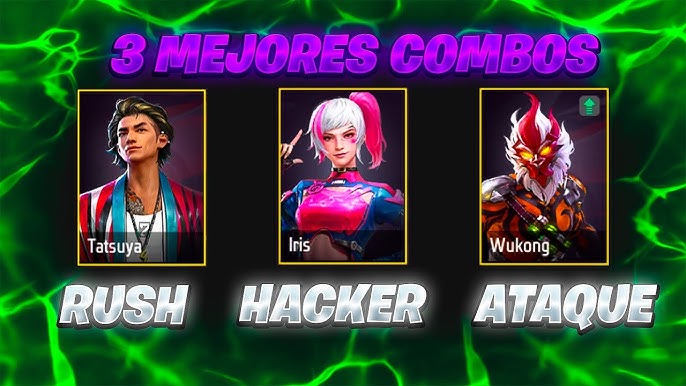 3 MEJORES COMBOS
Tatsuya Iris Wukong
RUSH HACKER ATAQUE